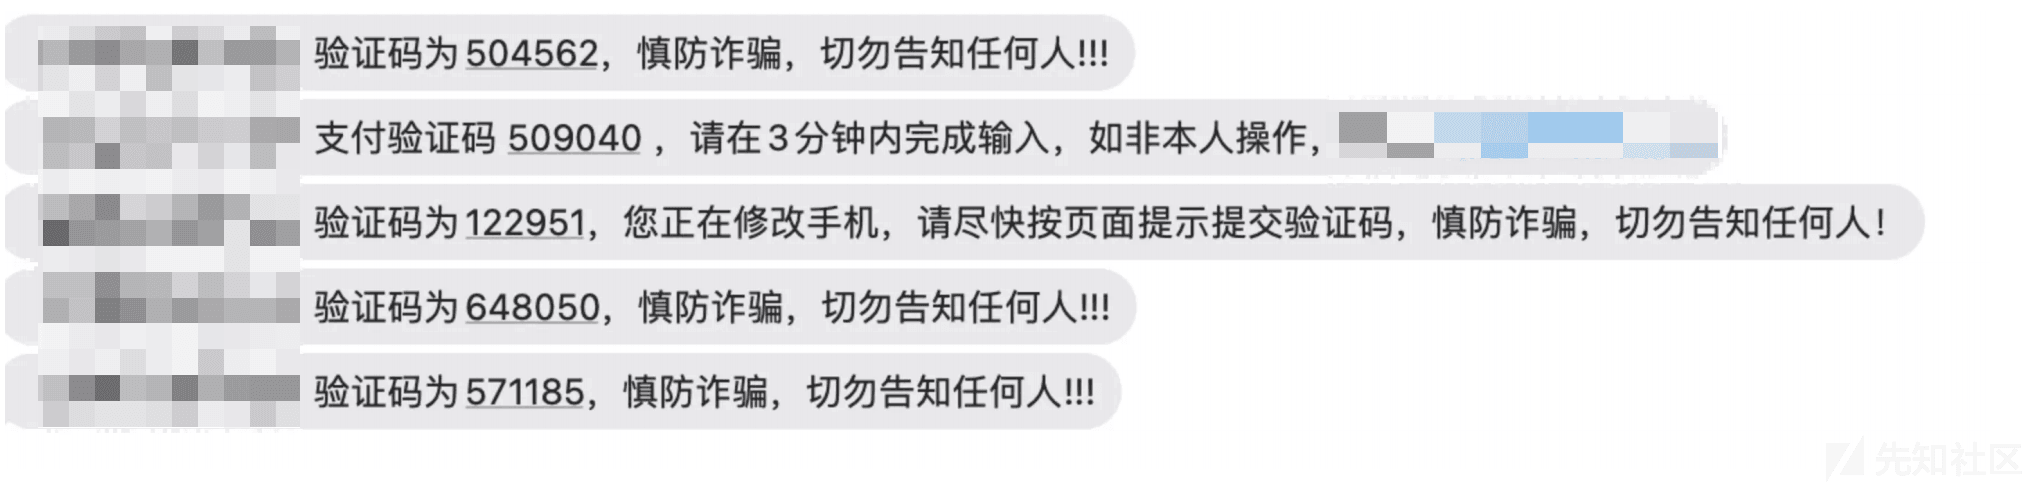 验证码为504562，慎防诈骗，切勿告知任何人!!!
支付验证码 509040 ，请在3分钟内完成输入，如非本人操作，
验证码为122951，您正在修改手机，请尽快按页面提示提交验证码，慎防诈骗，切勿告知任何人！
验证码为648050，慎防诈骗，切勿告知任何人!!!
验证码为571185，慎防诈骗，切勿告知任何人!!!
先知社区